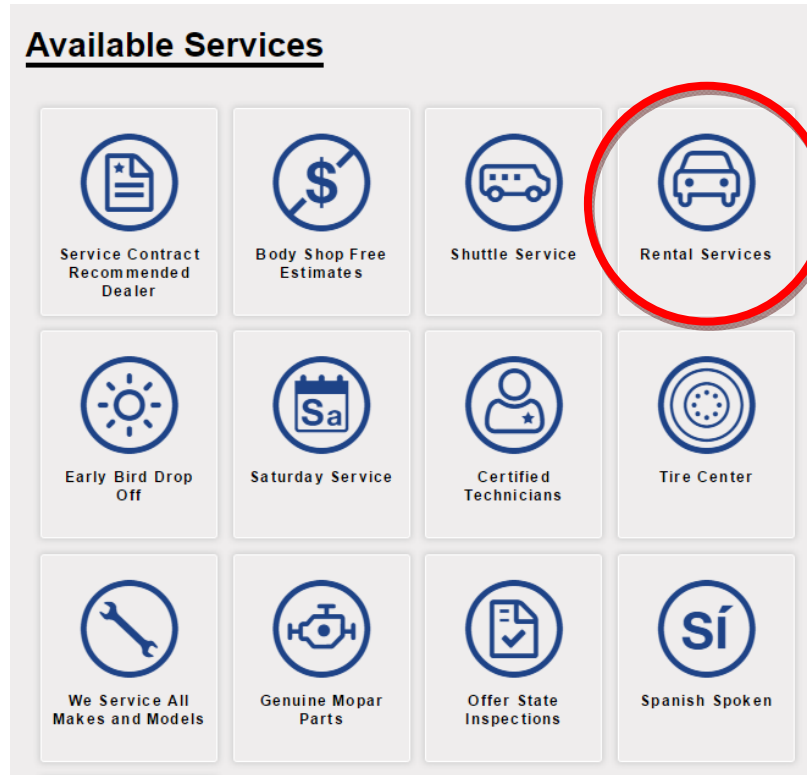 Available Services
$
Service Contract
Recommended
Dealer
Body Shop Free
Estimates
Shuttle Service
Rental Services
Sa
Early Bird Drop
Off
Saturday Service
Certified
Technicians
Tire Center
Sí
We Service All
Makes and Models
Genuine Mopar
Parts
Offer State
Inspections
Spanish Spoken